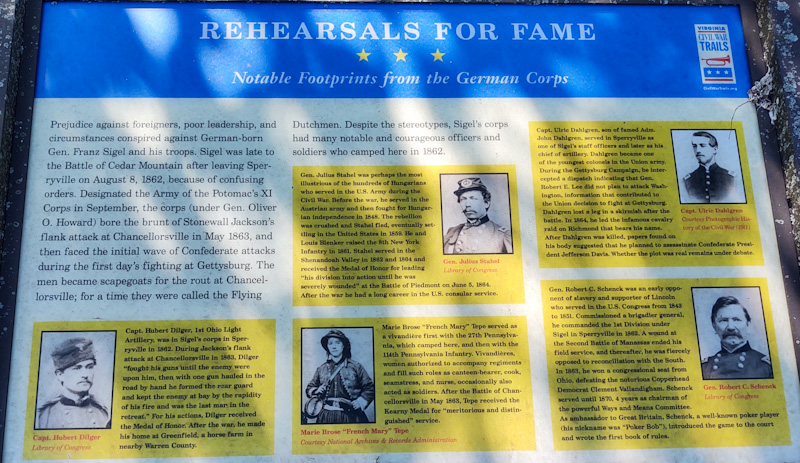 REHEARSALS FOR FAME
Notable Footprints from the German Corps
VIRGINIA
CIVIL WAR
TRAILS
CivilWarTrails.org
Prejudice against foreigners, poor leadership, and
circumstances conspired against German-born
Gen. Franz Sigel and his troops. Sigel was late to
the Battle of Cedar Mountain after leaving Sper-
ryville on August 8, 1862, because of confusing
orders. Designated the Army of the Potomac's XI
Corps in September, the corps (under Gen. Oliver
O. Howard) bore the brunt of Stonewall Jackson's
flank attack at Chancellorsville in May 1863, and
then faced the initial wave of Confederate attacks
during the first day's fighting at Gettysburg. The
men became scapegoats for the rout at Chancel-
lorsville; for a time they were called the Flying
Dutchmen. Despite the stereotypes, Sigel's corps
had many notable and courageous officers and
soldiers who camped here in 1862.
Capt. Hubert Dilger, 1st Ohio Light
Artillery, was in Sigel's corps in Sper-
ryville in 1862. During Jackson's flank
attack at Chancellorsville in 1863, Dilger
"fought his guns until the enemy were
upon him, then with one gun hauled in the
road by hand he formed the rear guard
and kept the enemy at bay by the rapidity
of his fire and was the last man in the
retreat." For his actions, Dilger received
the Medal of Honor. After the war, he made
his home at Greenfield, a horse farm in
nearby Warren County.
Capt. Hubert Dilger
Library of Congress
Gen. Julius Stahel was perhaps the most
illustrious of the hundreds of Hungarians
who served in the U.S. Army during the
Civil War. Before the war, he served in the
Austrian army and then fought for Hungar-
ian independence in 1848. The rebellion
was crushed and Stahel fled, eventually set-
tling in the United States in 1859. He and
Louis Blenker raised the 8th New York
Infantry in 1861. Stahel served in the
Shenandoah Valley in 1862 and 1864 and
received the Medal of Honor for leading
"his division into action until he was
severely wounded" at the Battle of Piedmont on June 5, 1864.
After the war he had a long career in the U.S. consular service.
Gen. Julius Stahel
Library of Congress
Marie Brose "French Mary" Tepe served as
a vivandière first with the 27th Pennsylva-
nia, which camped here, and then with the
114th Pennsylvania Infantry. Vivandières,
women authorized to accompany regiments
and fill such roles as canteen-bearer, cook,
seamstress, and nurse, occasionally also
acted as soldiers. After the Battle of Chan-
cellorsville in May 1863, Tepe received the
Kearny Medal for "meritorious and distin-
guished" service.
Marie Brose "French Mary" Tepe
Courtesy National Archives & Records Administration
Capt. Ulric Dahlgren, son of famed Adm.
John Dahlgren, served in Sperryville as
one of Sigel's staff officers and later as his
chief of artillery. Dahlgren became one
of the youngest colonels in the Union army.
During the Gettysburg Campaign, he inter-
cepted a dispatch indicating that Gen.
Robert E. Lee did not plan to attack Wash-
ington, information that contributed to
the Union decision to fight at Gettysburg.
Dahlgren lost a leg in a skirmish after the
battle. In 1864, he led the infamous cavalry
raid on Richmond that bears his name.
After Dahlgren was killed, papers found on
his body suggested that he planned to assassinate Confederate Presi-
dent Jefferson Davis. Whether the plot was real remains under debate.
Capt. Ulric Dahlgren
Courtesy Photographic His-
tory of the Civil War (1911)
Gen. Robert C. Schenck was an early oppo-
nent of slavery and supporter of Lincoln
who served in the U.S. Congress from 1843
to 1851. Commissioned a brigadier general,
he commanded the 1st Division under
Sigel in Sperryville in 1862. A wound at
the Second Battle of Manassas ended his
field service, and thereafter, he was fiercely
opposed to reconciliation with the South.
In 1863, he won a congressional seat from
Ohio, defeating the notorious Copperhead
Democrat Clement Vallandigham. Schenck
served until 1870, 4 years as chairman of
the powerful Ways and Means Committee.
As ambassador to Great Britain, Schenck, a well-known poker player
(his nickname was "Poker Bob"), introduced the game to the court
and wrote the first book of rules.
Gen. Robert C. Schenck
Library of Congress